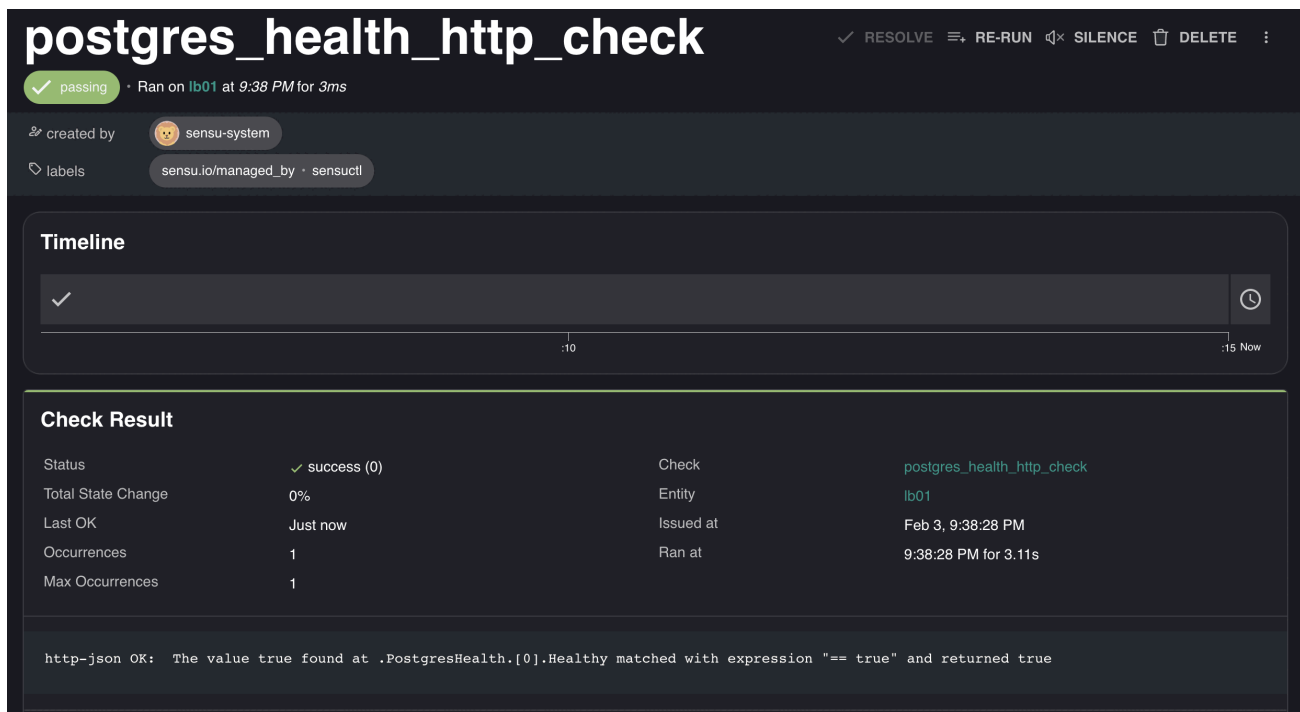 postgres_health_http_check
RESOLVE RE-RUN SILENCE DELETE
passing • Ran on lb01 at 9:38 PM for 3ms
created by sensu-system
labels sensu.io/managed_by • sensuctl
Timeline
:10 :15 Now
Check Result
Status success (0) Check postgres_health_http_check
Total State Change 0% Entity lb01
Last OK Just now Issued at Feb 3, 9:38:28 PM
Occurrences 1 Ran at 9:38:28 PM for 3.11s
Max Occurrences 1
http-json OK:  The value true found at .PostgresHealth.[0].Healthy matched with expression "== true" and returned true